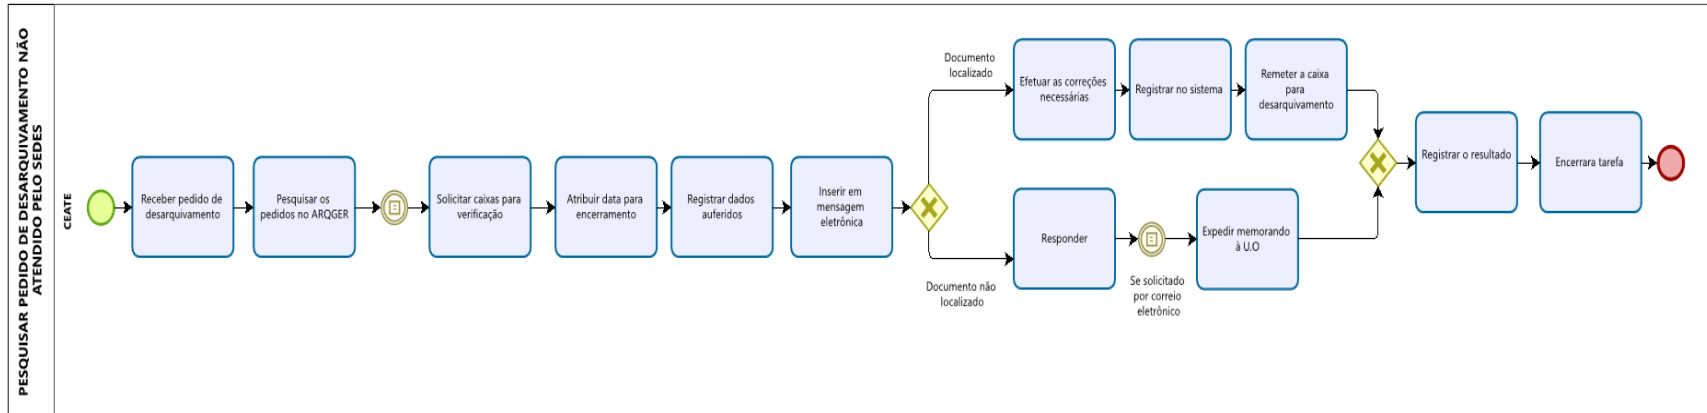 PESQUISAR PEDIDO DE DESARQUIVAMENTO NÃO
ATENDIDO PELO SEDES
CEATE
Receber pedido de
desarquivamento
Pesquisar os
pedidos no ARQGER
Solicitar caixas para
verificação
Atribuir data para
encerramento
Registrar dados
auferidos
Inserir em
mensagem
eletrônica
Documento
localizado
Efetuar as correções
necessárias
Registrar no sistema
Remeter a caixa
para
desarquivamento
Documento não
localizado
Responder
Se solicitado
por correio
eletrônico
Expedir memorando
à U.O
Registrar o resultado
Encerrara tarefa